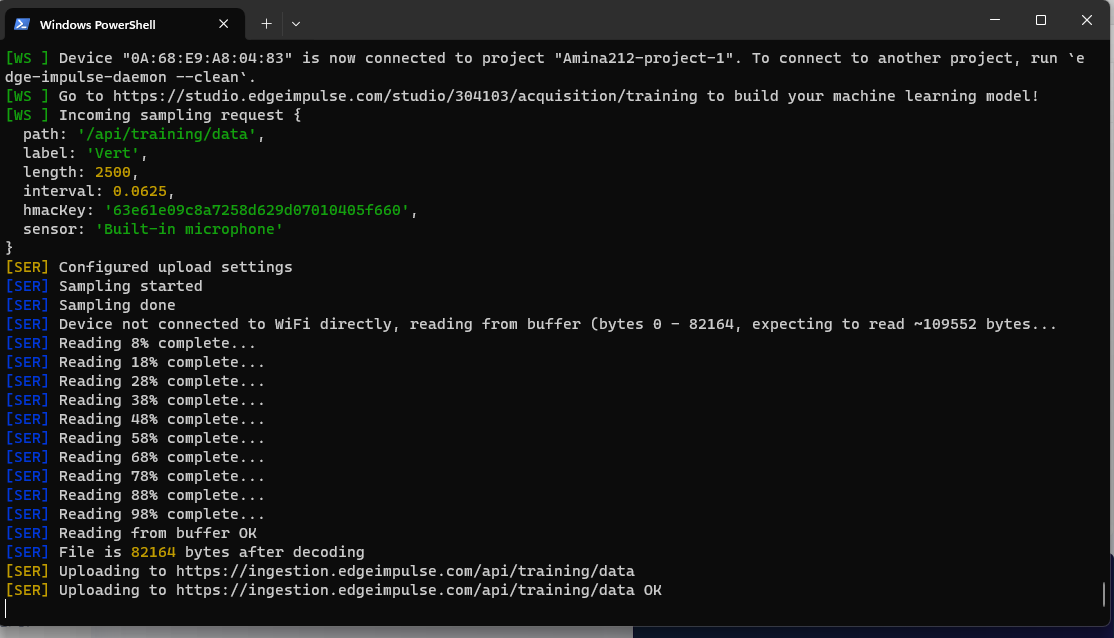 Windows PowerShell
[WS ] Device "0A:68:E9:A8:04:83" is now connected to project "Amina212-project-1". To connect to another project, run `e
dge-impulse-daemon --clean`.
[WS ] Go to https://studio.edgeimpulse.com/studio/304103/acquisition/training to build your machine learning model!
[WS ] Incoming sampling request {
  path: '/api/training/data',
  label: 'Vert',
  length: 2500,
  interval: 0.0625,
  hmacKey: '63e61e09c8a7258d629d07010405f660',
  sensor: 'Built-in microphone'
}
[SER] Configured upload settings
[SER] Sampling started
[SER] Sampling done
[SER] Device not connected to WiFi directly, reading from buffer (bytes 0 - 82164, expecting to read ~109552 bytes...
[SER] Reading 8% complete...
[SER] Reading 18% complete...
[SER] Reading 28% complete...
[SER] Reading 38% complete...
[SER] Reading 48% complete...
[SER] Reading 58% complete...
[SER] Reading 68% complete...
[SER] Reading 78% complete...
[SER] Reading 88% complete...
[SER] Reading 98% complete...
[SER] Reading from buffer OK
[SER] File is 82164 bytes after decoding
[SER] Uploading to https://ingestion.edgeimpulse.com/api/training/data
[SER] Uploading to https://ingestion.edgeimpulse.com/api/training/data OK